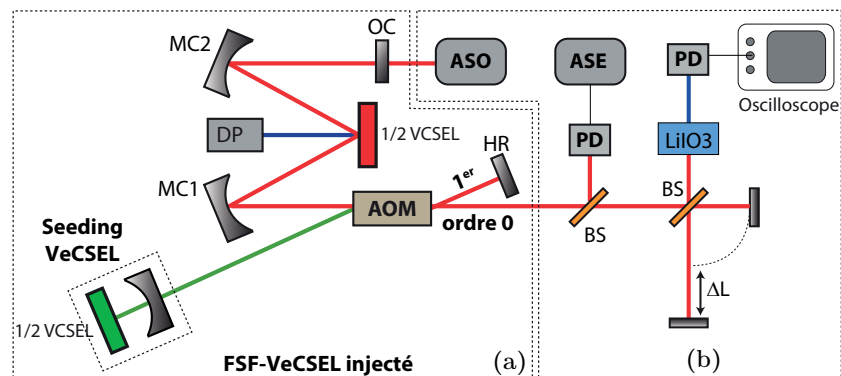 OC
MC2
ASO
ASE
PD
Oscilloscope
DP
1/2 VCSEL
PD
LiIO3
HR
1er
MC1
AOM
ordre 0
BS
BS
Seeding
VeCSEL
ΔL
1/2 VCSEL
FSF-VeCSEL injecté
(a)
(b)